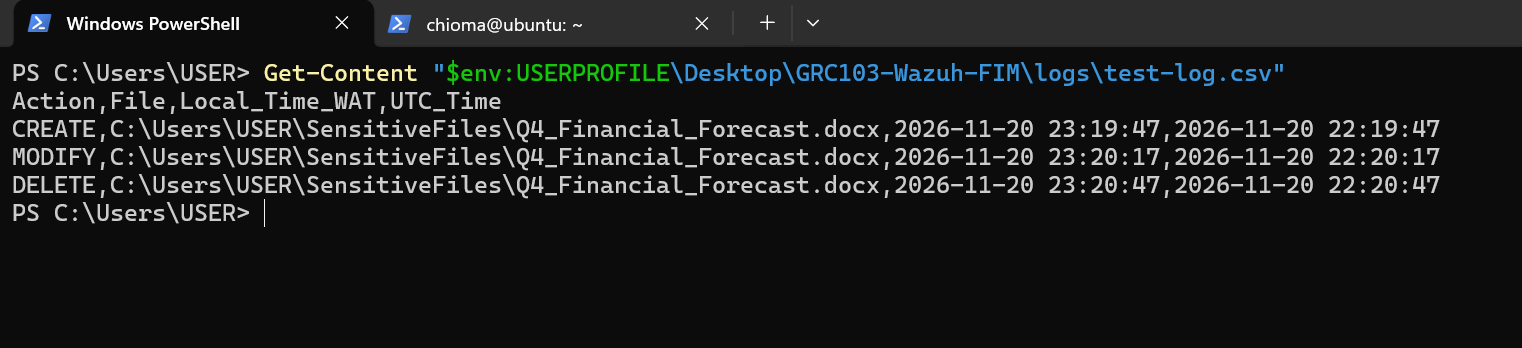 Windows PowerShell
chioma@ubuntu: ~
PS C:\Users\USER> Get-Content "$env:USERPROFILE\Desktop\GRC103-Wazuh-FIM\logs\test-log.csv"
Action,File,Local_Time_WAT,UTC_Time
CREATE,C:\Users\USER\SensitiveFiles\Q4_Financial_Forecast.docx,2026-11-20 23:19:47,2026-11-20 22:19:47
MODIFY,C:\Users\USER\SensitiveFiles\Q4_Financial_Forecast.docx,2026-11-20 23:20:17,2026-11-20 22:20:17
DELETE,C:\Users\USER\SensitiveFiles\Q4_Financial_Forecast.docx,2026-11-20 23:20:47,2026-11-20 22:20:47
PS C:\Users\USER>